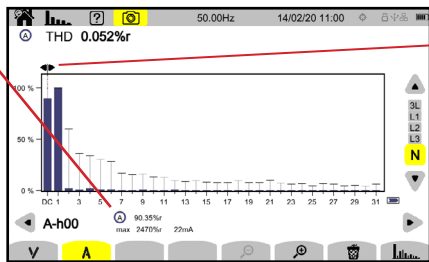 50.00Hz 14/02/20 11:00
A THD 0.052%r
100 %
50 %
0 %
DC 1 3 5 7 9 11 13 15 17 19 21 23 25 27 29 31
3L
L1
L2
L3
N
A-h00
A 90.35%r
max 2470%r 22mA
V A